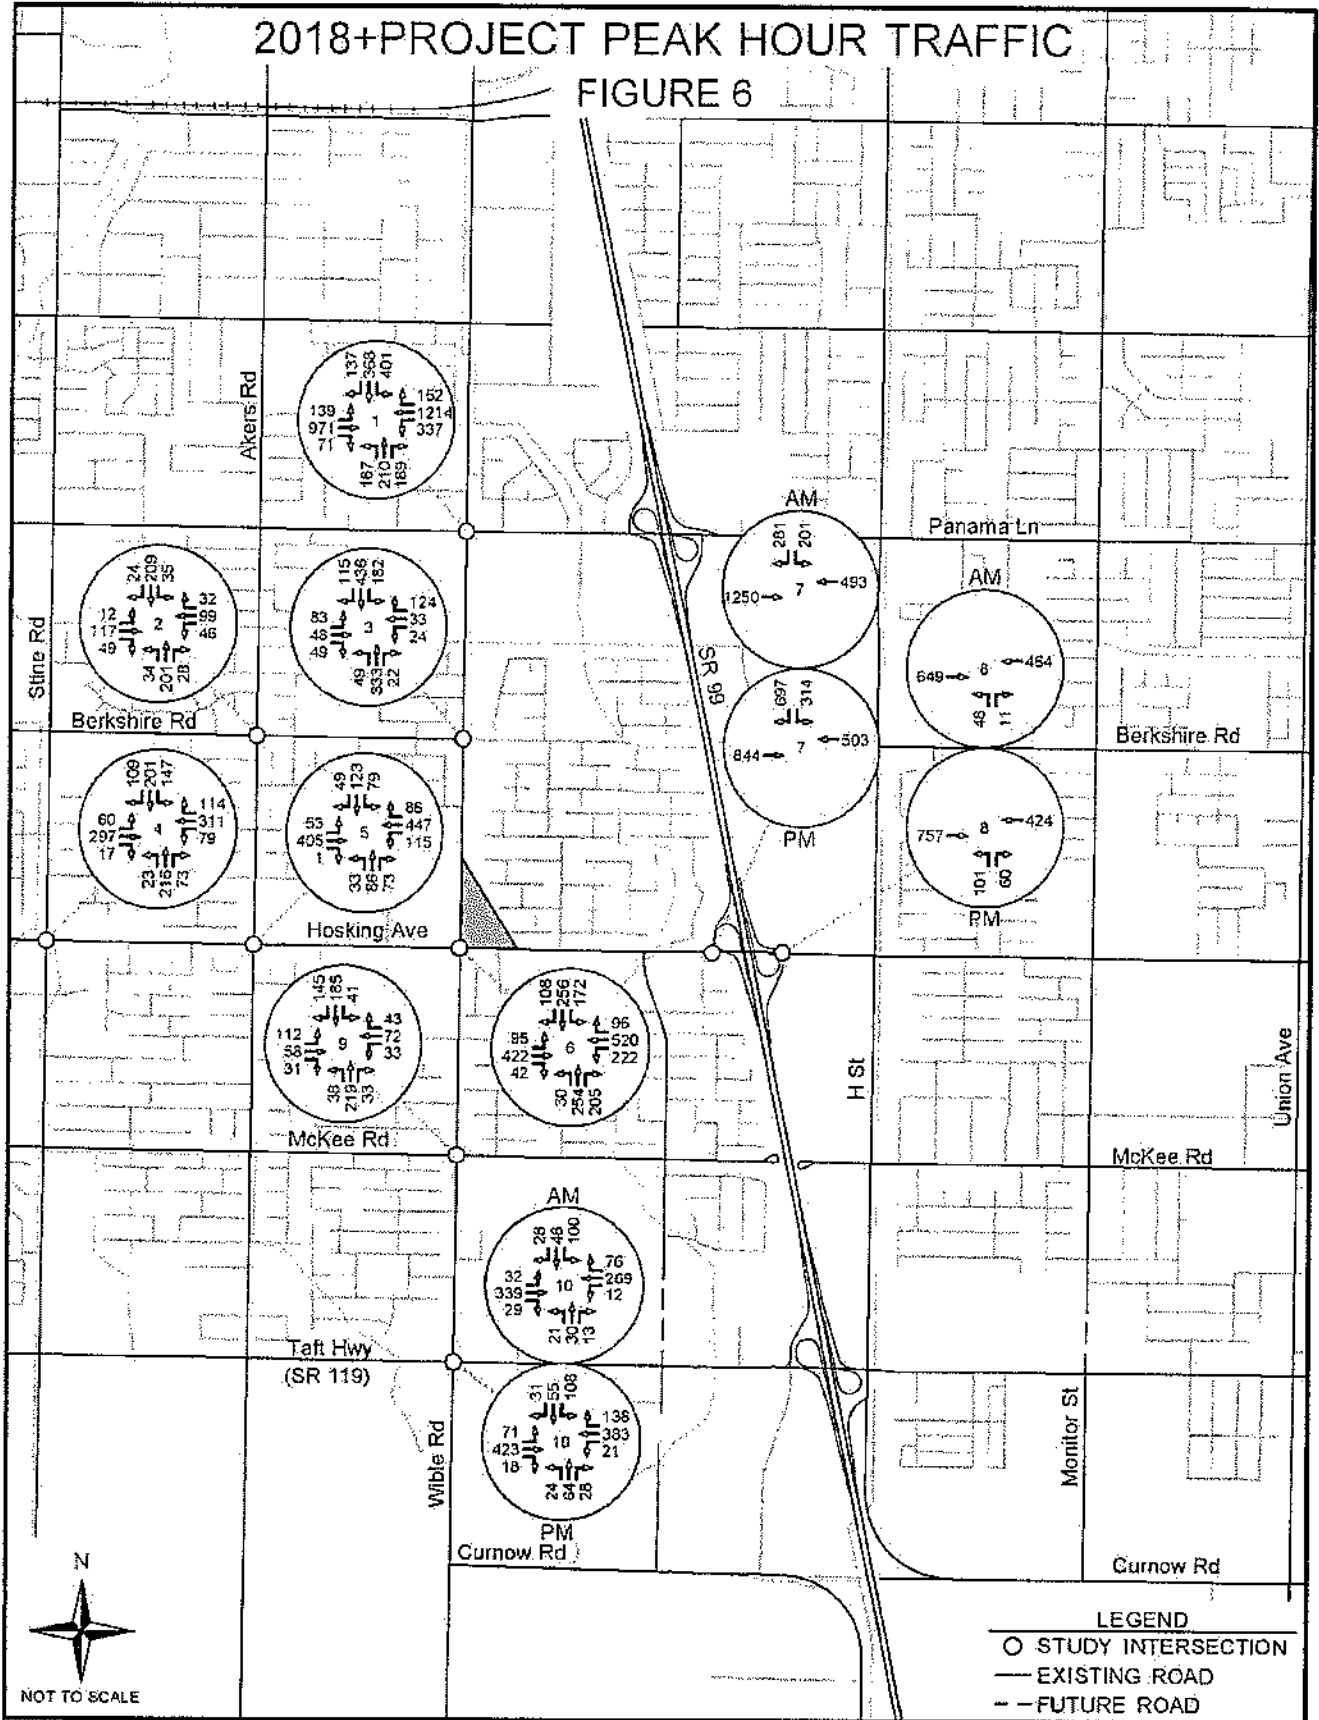 2018+PROJECT PEAK HOUR TRAFFIC
FIGURE 6
Akers Rd
137 368 401
139 971 71
1
152 1214 337
187 210 189
Panama Ln
AM
281 201
1250
7
493
697 314
844
7
503
PM
SR 99
AM
649
8
464
48 11
757
8
424
101 60
PM
Stine Rd
24 209 35
12 117 49
2
32 99 46
34 201 28
115 436 182
83 48 49
3
124 33 24
49 333 22
Berkshire Rd
Berkshire Rd
109 201 147
60 297 17
4
114 311 79
23 216 73
49 123 79
53 405 1
5
86 447 115
33 86 73
Hosking Ave
145 185 41
112 58 31
9
43 72 33
38 219 33
108 256 172
95 422 42
6
96 520 222
30 254 205
H St
Union Ave
McKee Rd
McKee Rd
AM
28 46 100
32 339 29
10
76 269 12
21 30 13
Taft Hwy
(SR 119)
31 55 108
71 423 18
10
138 383 21
24 64 28
PM
Wible Rd
Monitor St
Curnow Rd
Curnow Rd
N
NOT TO SCALE
LEGEND
STUDY INTERSECTION
EXISTING ROAD
FUTURE ROAD